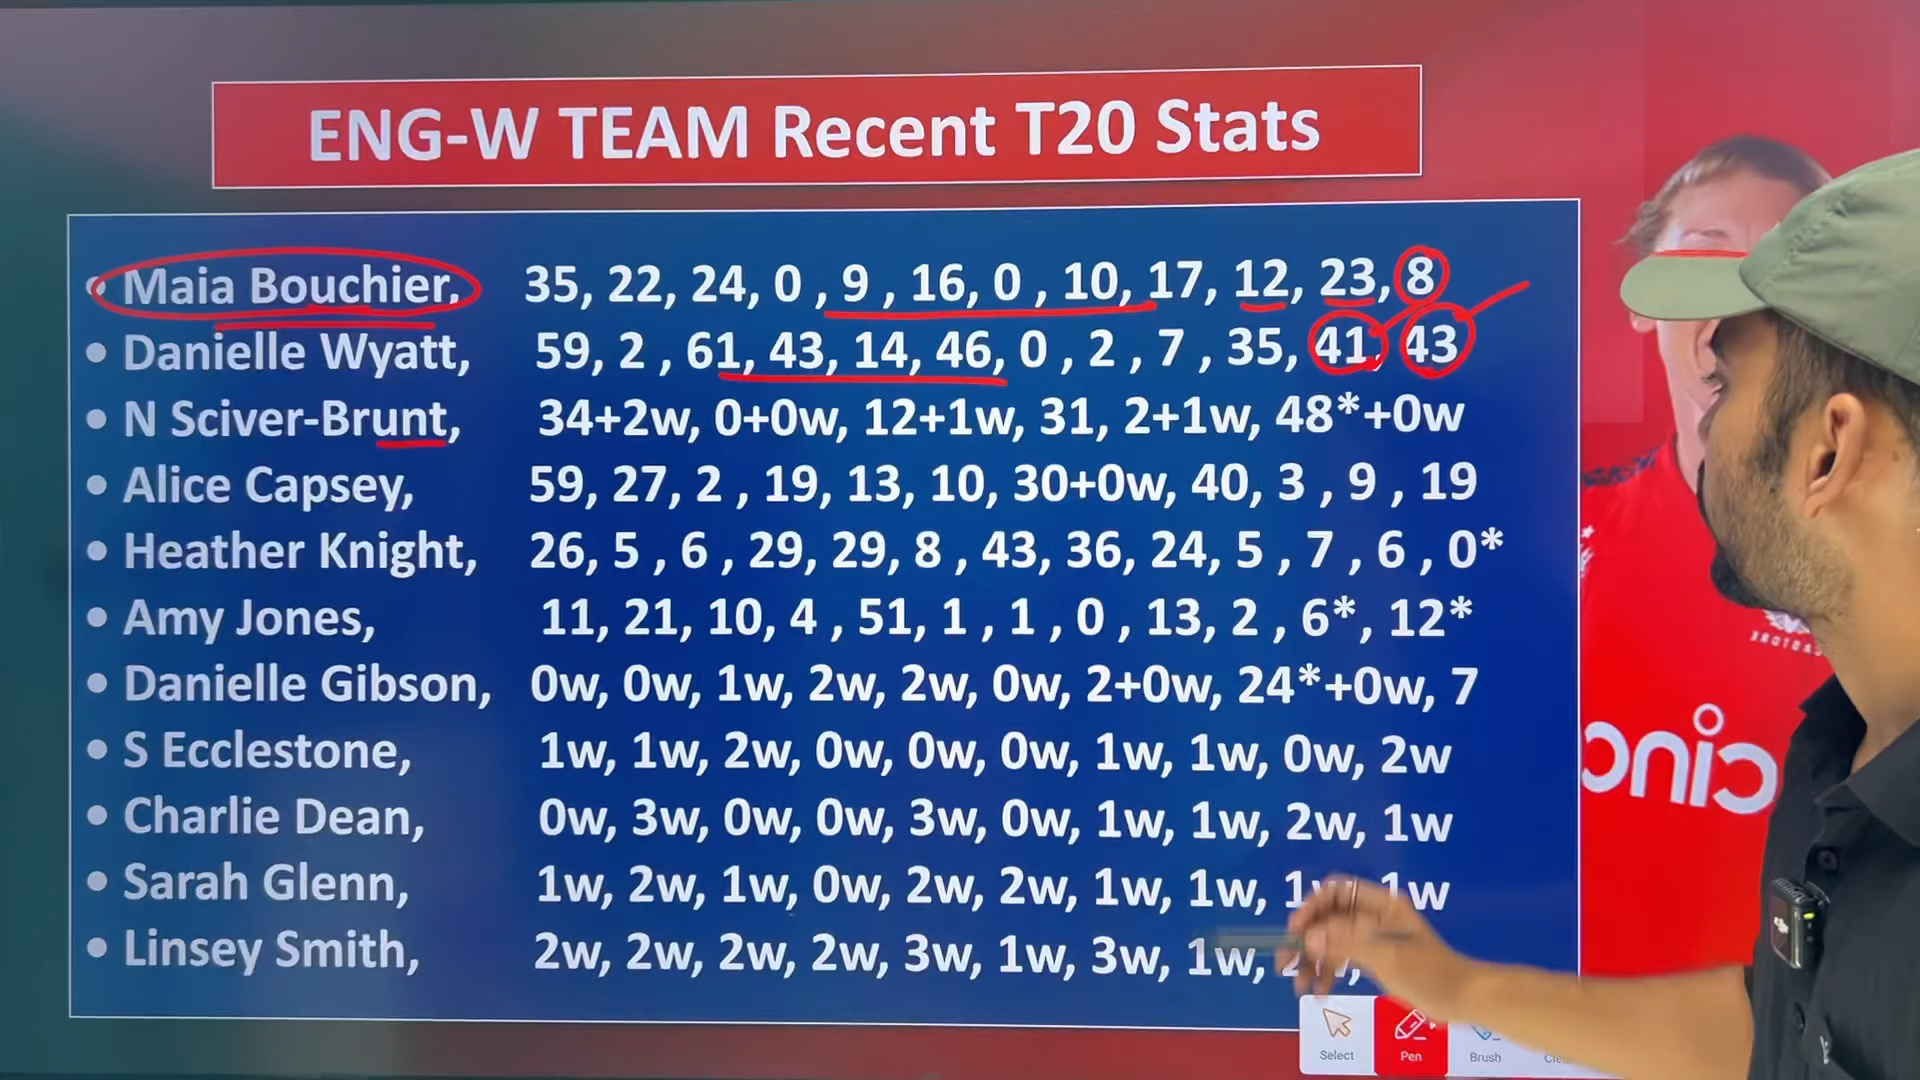 ENG-W TEAM Recent T20 Stats
• Maia Bouchier, 35, 22, 24, 0 , 9 , 16, 0 , 10, 17, 12, 23, 8
• Danielle Wyatt, 59, 2 , 61, 43, 14, 46, 0 , 2 , 7 , 35, 41, 43
• N Sciver-Brunt, 34+2w, 0+0w, 12+1w, 31, 2+1w, 48*+0w
• Alice Capsey, 59, 27, 2 , 19, 13, 10, 30+0w, 40, 3 , 9 , 19
• Heather Knight, 26, 5 , 6 , 29, 29, 8 , 43, 36, 24, 5 , 7 , 6 , 0*
• Amy Jones, 11, 21, 10, 4 , 51, 1 , 1 , 0 , 13, 2 , 6*, 12*
• Danielle Gibson, 0w, 0w, 1w, 2w, 2w, 0w, 2+0w, 24*+0w, 7
• S Ecclestone, 1w, 1w, 2w, 0w, 0w, 0w, 1w, 1w, 0w, 2w
• Charlie Dean, 0w, 3w, 0w, 0w, 3w, 0w, 1w, 1w, 2w, 1w
• Sarah Glenn, 1w, 2w, 1w, 0w, 2w, 2w, 1w, 1w, 1w
• Linsey Smith, 2w, 2w, 2w, 2w, 3w, 1w, 3w, 1w,
Select Pen Brush